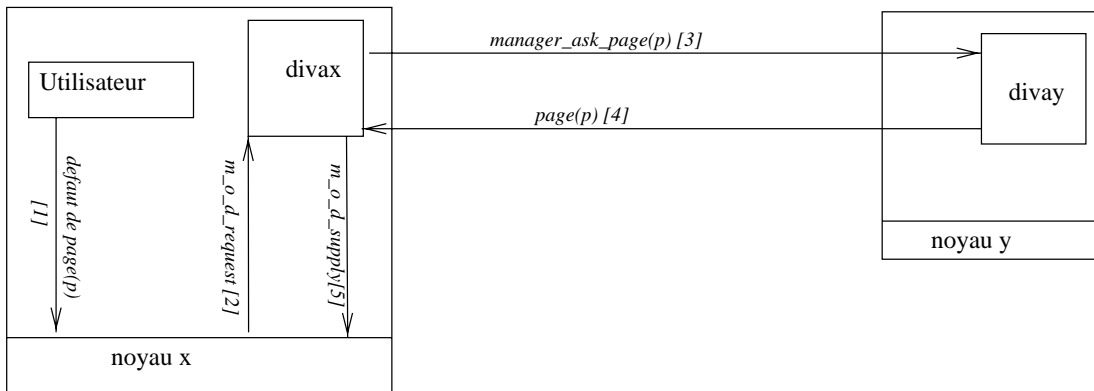 Utilisateur
divax
manager_ask_page(p) [3]
divay
page(p) [4]
defaut de page(p)
[1]
m_o_d_request [2]
m_o_d_supply[5]
noyau x
noyau y